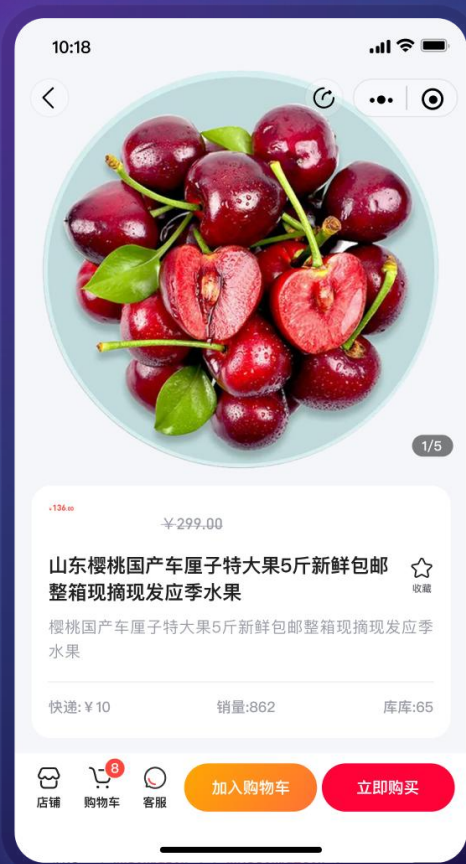 10:18
1/5
¥136.00
￥299.00
山东樱桃国产车厘子特大果5斤新鲜包邮
整箱现摘现发应季水果
收藏
樱桃国产车厘子特大果5斤新鲜包邮整箱现摘现发应季
水果
快递:￥10 销量:862 库库:65
8
店铺 购物车 客服 加入购物车 立即购买